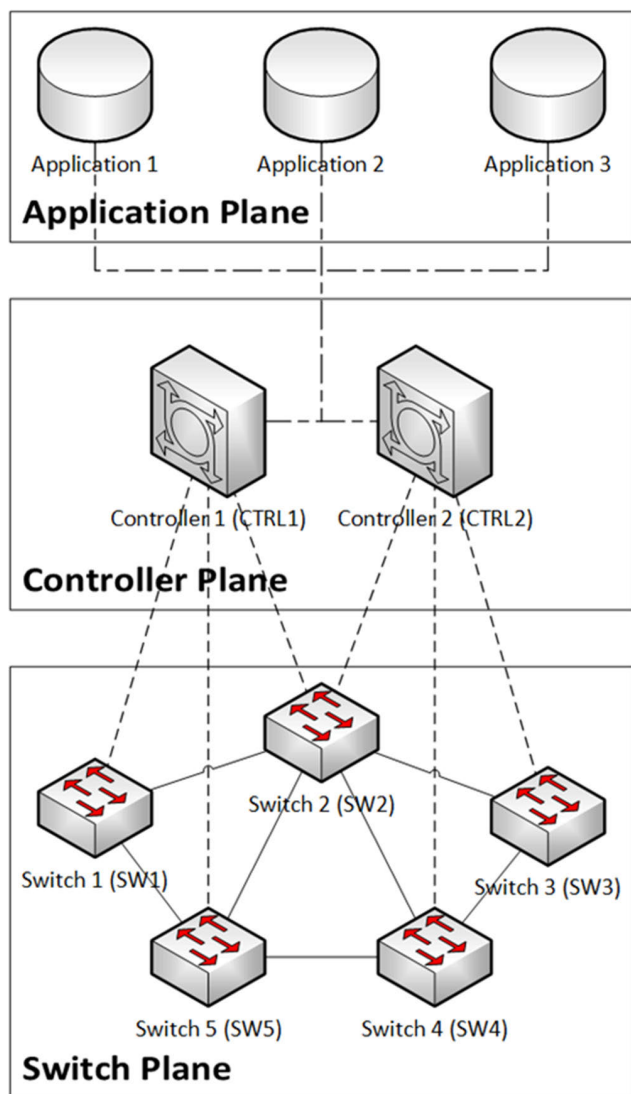 Application 1
Application 2
Application 3
Application Plane
Controller 1 (CTRL1)
Controller 2 (CTRL2)
Controller Plane
Switch 2 (SW2)
Switch 1 (SW1)
Switch 3 (SW3)
Switch 5 (SW5)
Switch 4 (SW4)
Switch Plane